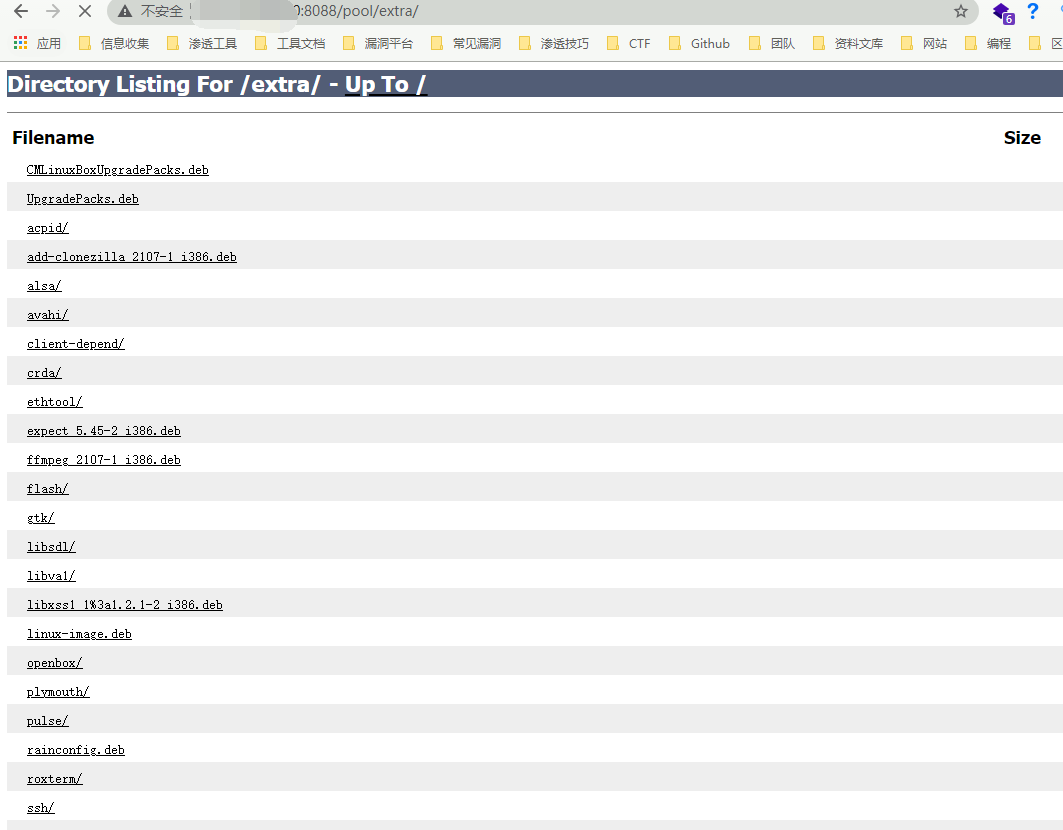 不安全 0:8088/pool/extra/ 6 ?
应用 信息收集 渗透工具 工具文档 漏洞平台 常见漏洞 渗透技巧 CTF Github 团队 资料文库 网站 编程 区
Directory Listing For /extra/ - Up To /
Filename Size
CMLinuxBoxUpgradePacks.deb
UpgradePacks.deb
acpid/
add-clonezilla_2107-1_i386.deb
alsa/
avahi/
client-depend/
crda/
ethtool/
expect_5.45-2_i386.deb
ffmpeg_2107-1_i386.deb
flash/
gtk/
libsdl/
libva1/
libxss1_1%3a1.2.1-2_i386.deb
linux-image.deb
openbox/
plymouth/
pulse/
rainconfig.deb
roxterm/
ssh/